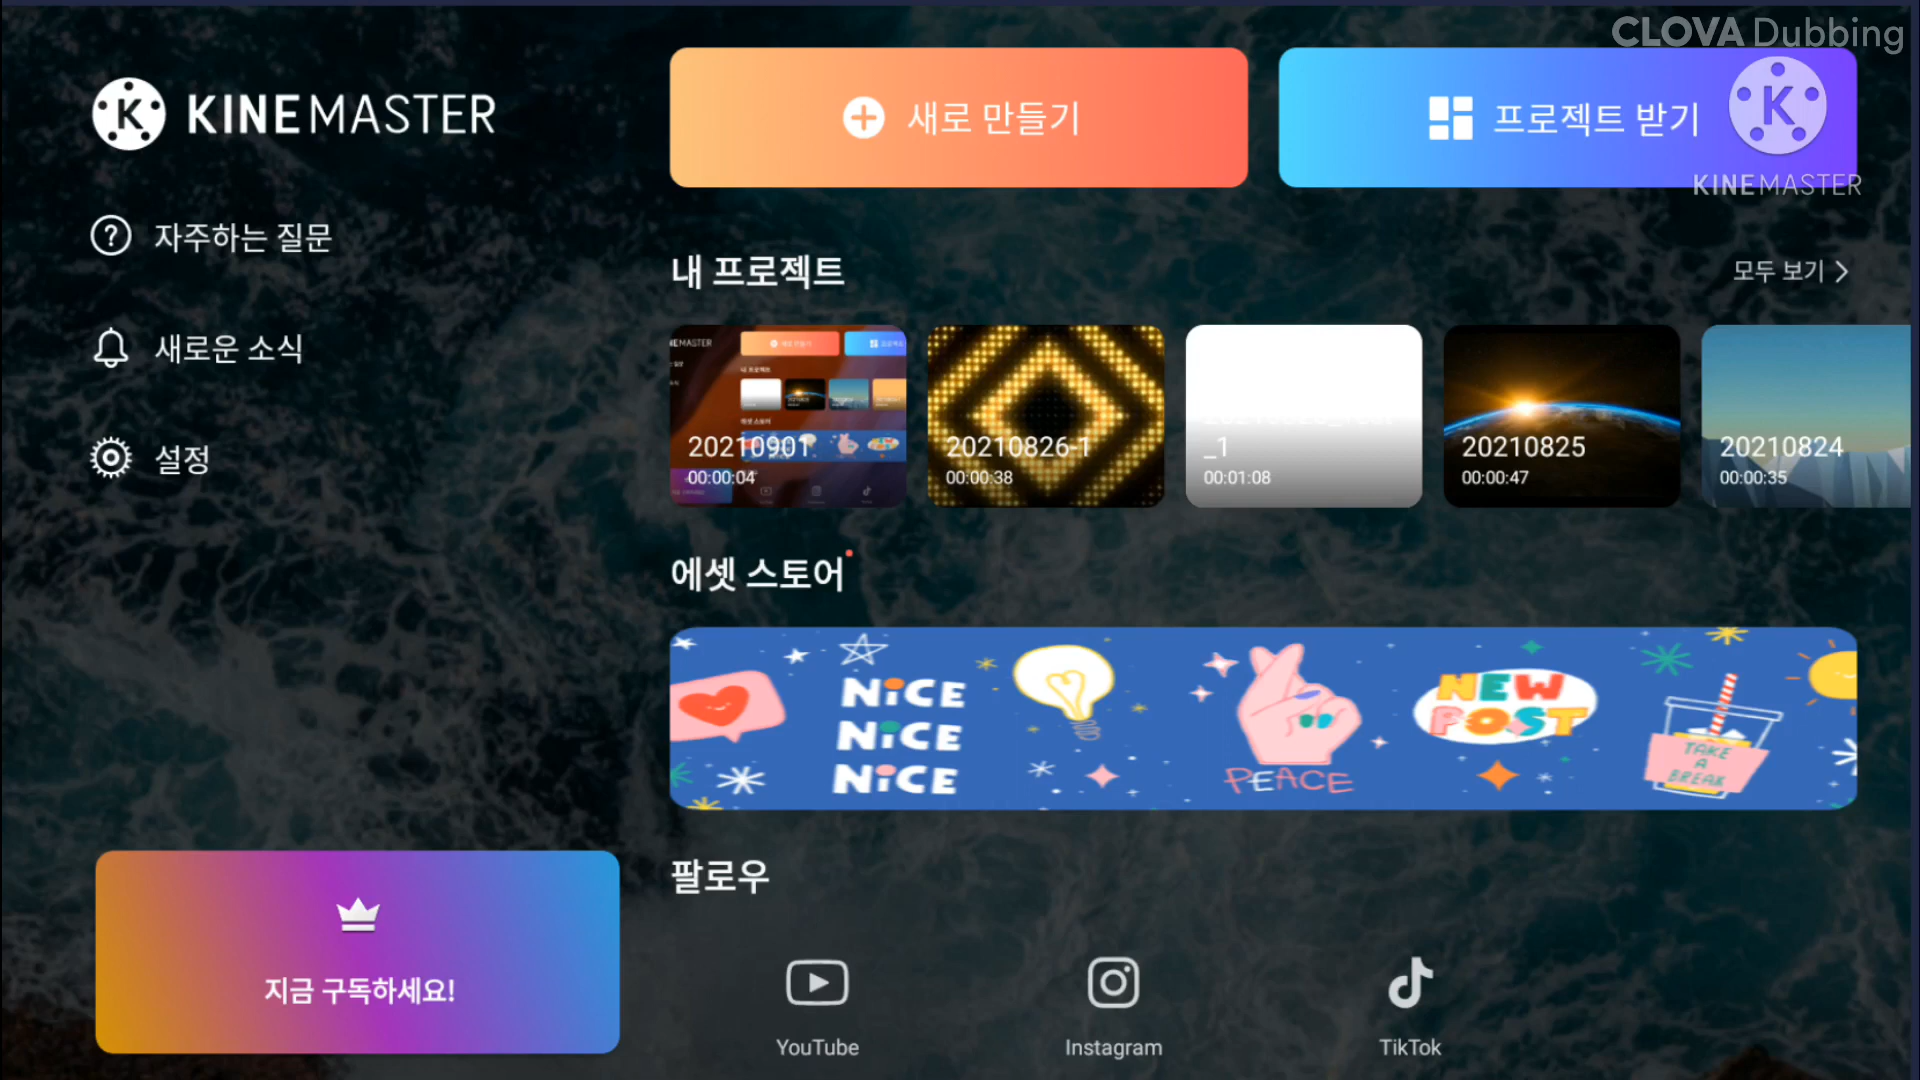 CLOVA Dubbing
KINEMASTER
새로 만들기
프로젝트 받기
KINEMASTER
자주하는 질문
새로운 소식
설정
내 프로젝트
모두 보기
20210901
00:00:04
20210826-1
00:00:38
_1
00:01:08
20210825
00:00:47
20210824
00:00:35
에셋 스토어
NiCE
NiCE
NiCE
PEACE
NEW
POST
TAKE
A
BREAK
팔로우
지금 구독하세요!
YouTube
Instagram
TikTok